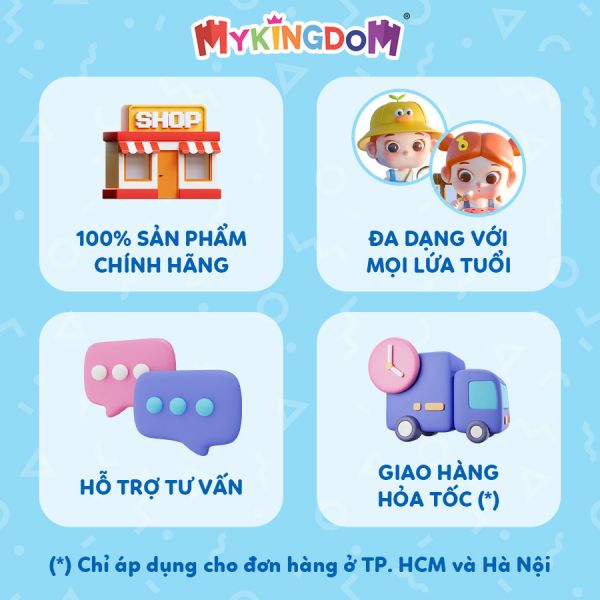 MYKINGDOM®
SHOP
100% SẢN PHẨM
CHÍNH HÃNG
ĐA DẠNG VỚI
MỌI LỨA TUỔI
HỖ TRỢ TƯ VẤN
GIAO HÀNG
HỎA TỐC (*)
(*) Chỉ áp dụng cho đơn hàng ở TP. HCM và Hà Nội